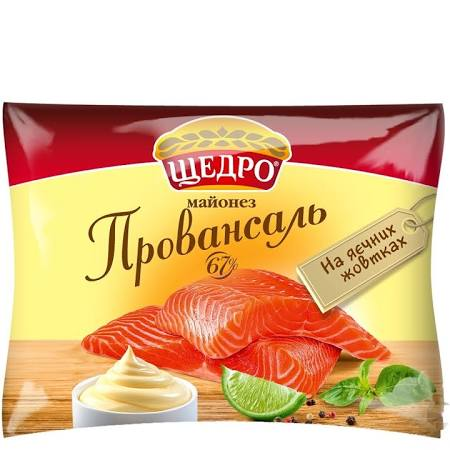 ЩЕДРО®
майонез
Провансаль
67%
На яєчних
жовтках